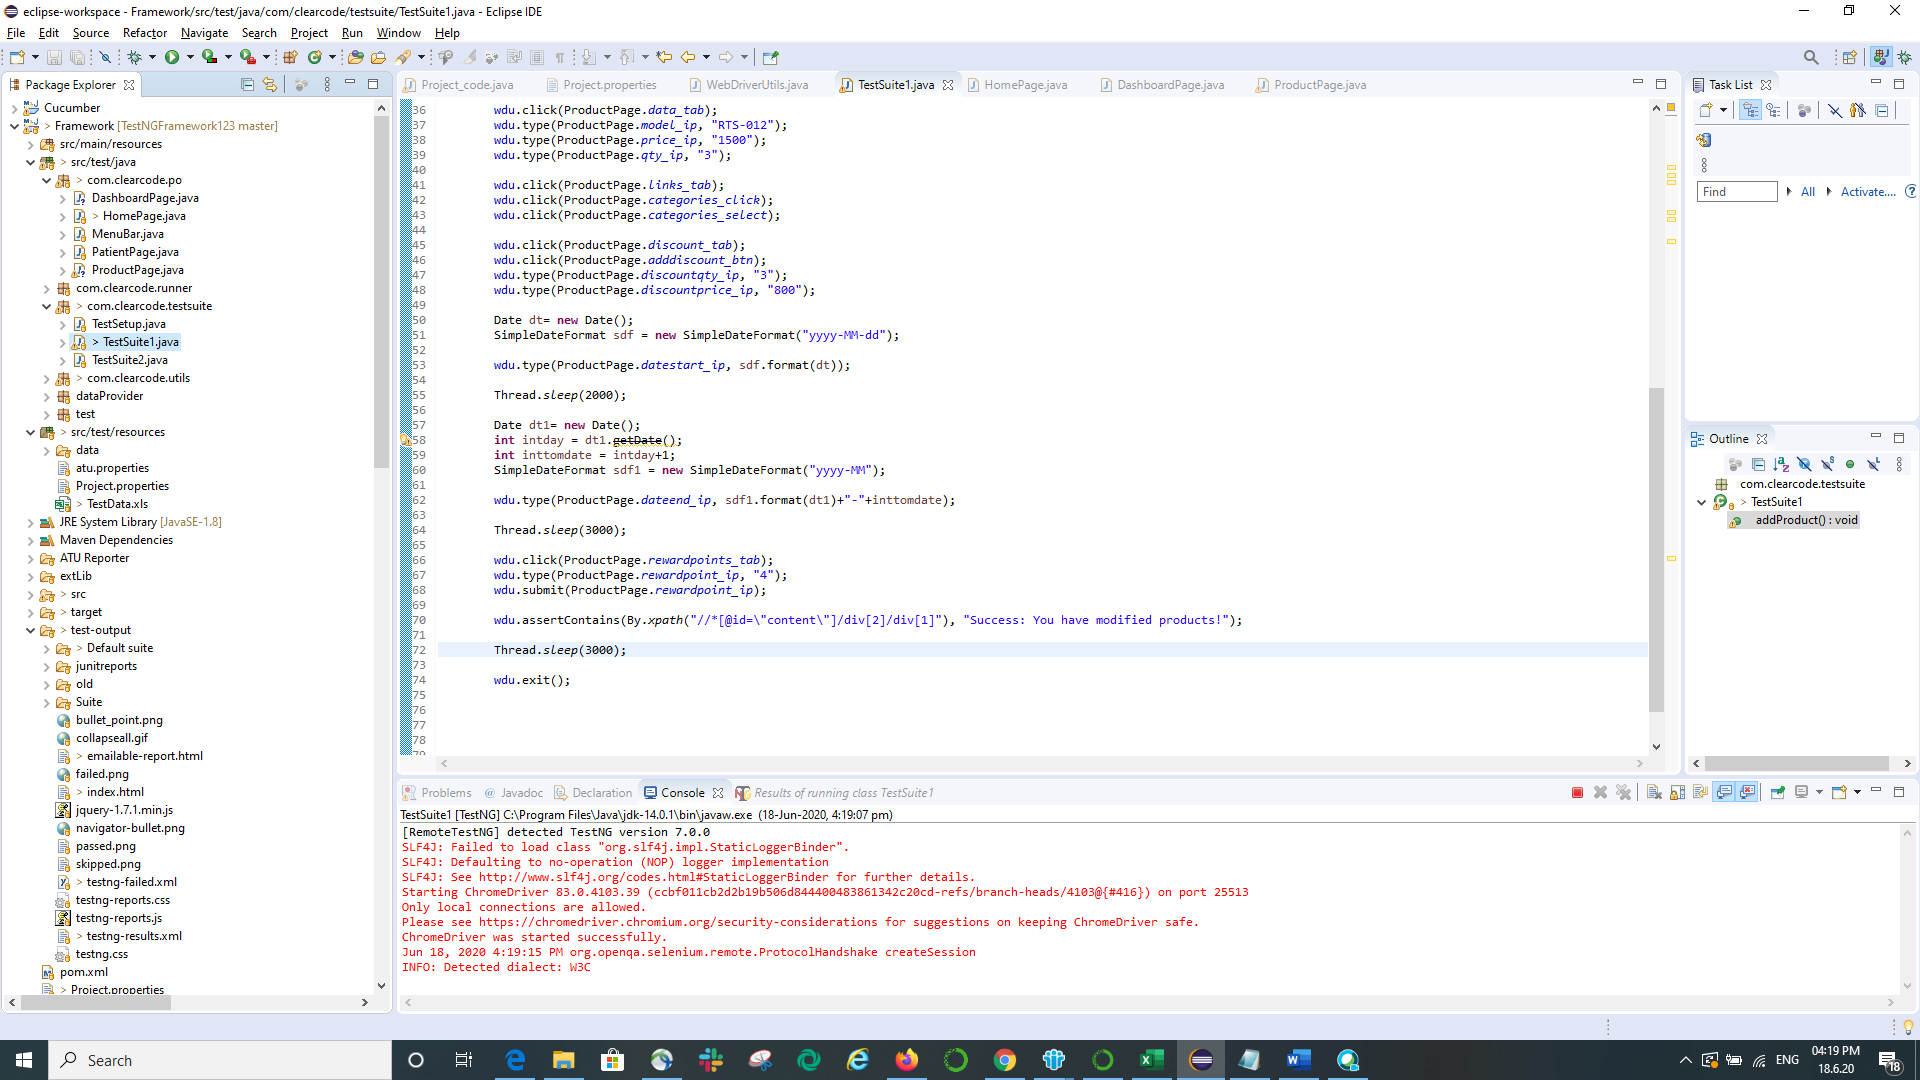 eclipse-workspace - Framework/src/test/java/com/clearcode/testsuite/TestSuite1.java - Eclipse IDE
File Edit Source Refactor Navigate Search Project Run Window Help
Package Explorer
Cucumber
> Framework [TestNGFramework123 master]
src/main/resources
> src/test/java
> com.clearcode.po
DashboardPage.java
> HomePage.java
MenuBar.java
PatientPage.java
ProductPage.java
com.clearcode.runner
> com.clearcode.testsuite
TestSetup.java
> TestSuite1.java
TestSuite2.java
> com.clearcode.utils
dataProvider
test
> src/test/resources
data
atu.properties
Project.properties
> TestData.xls
JRE System Library [JavaSE-1.8]
Maven Dependencies
ATU Reporter
extLib
> src
> target
> test-output
> Default suite
junitreports
old
Suite
bullet_point.png
collapseall.gif
> emailable-report.html
failed.png
> index.html
jquery-1.7.1.min.js
navigator-bullet.png
passed.png
skipped.png
> testng-failed.xml
testng-reports.css
testng-reports.js
> testng-results.xml
testng.css
pom.xml
> Project.properties
Project_code.java Project.properties WebDriverUtils.java TestSuite1.java HomePage.java DashboardPage.java ProductPage.java
36 wdu.click(ProductPage.data_tab);
37 wdu.type(ProductPage.model_ip, "RTS-012");
38 wdu.type(ProductPage.price_ip, "1500");
39 wdu.type(ProductPage.qty_ip, "3");
40
41 wdu.click(ProductPage.links_tab);
42 wdu.click(ProductPage.categories_click);
43 wdu.click(ProductPage.categories_select);
44
45 wdu.click(ProductPage.discount_tab);
46 wdu.click(ProductPage.adddiscount_btn);
47 wdu.type(ProductPage.discountqty_ip, "3");
48 wdu.type(ProductPage.discountprice_ip, "800");
49
50 Date dt= new Date();
51 SimpleDateFormat sdf = new SimpleDateFormat("yyyy-MM-dd");
52
53 wdu.type(ProductPage.datestart_ip, sdf.format(dt));
54
55 Thread.sleep(2000);
56
57 Date dt1= new Date();
58 int intday = dt1.getDate();
59 int inttomdate = intday+1;
60 SimpleDateFormat sdf1 = new SimpleDateFormat("yyyy-MM");
61
62 wdu.type(ProductPage.dateend_ip, sdf1.format(dt1)+"-"+inttomdate);
63
64 Thread.sleep(3000);
65
66 wdu.click(ProductPage.rewardpoints_tab);
67 wdu.type(ProductPage.rewardpoint_ip, "4");
68 wdu.submit(ProductPage.rewardpoint_ip);
69
70 wdu.assertContains(By.xpath("//*[@id=\"content\"]/div[2]/div[1]"), "Success: You have modified products!");
71
72 Thread.sleep(3000);
73
74 wdu.exit();
75
76
77
78
79
Task List
Find All Activate....
Outline
com.clearcode.testsuite
> TestSuite1
addProduct() : void
Problems @ Javadoc Declaration Console Results of running class TestSuite1
TestSuite1 [TestNG] C:\Program Files\Java\jdk-14.0.1\bin\javaw.exe (18-Jun-2020, 4:19:07 pm)
[RemoteTestNG] detected TestNG version 7.0.0
SLF4J: Failed to load class "org.slf4j.impl.StaticLoggerBinder".
SLF4J: Defaulting to no-operation (NOP) logger implementation
SLF4J: See http://www.slf4j.org/codes.html#StaticLoggerBinder for further details.
Starting ChromeDriver 83.0.4103.39 (ccbf011cb2d2b19b506d844400483861342c20cd-refs/branch-heads/4103@{#416}) on port 25513
Only local connections are allowed.
Please see https://chromedriver.chromium.org/security-considerations for suggestions on keeping ChromeDriver safe.
ChromeDriver was started successfully.
Jun 18, 2020 4:19:15 PM org.openqa.selenium.remote.ProtocolHandshake createSession
INFO: Detected dialect: W3C
Search
ENG
04:19 PM
18.6.20
18